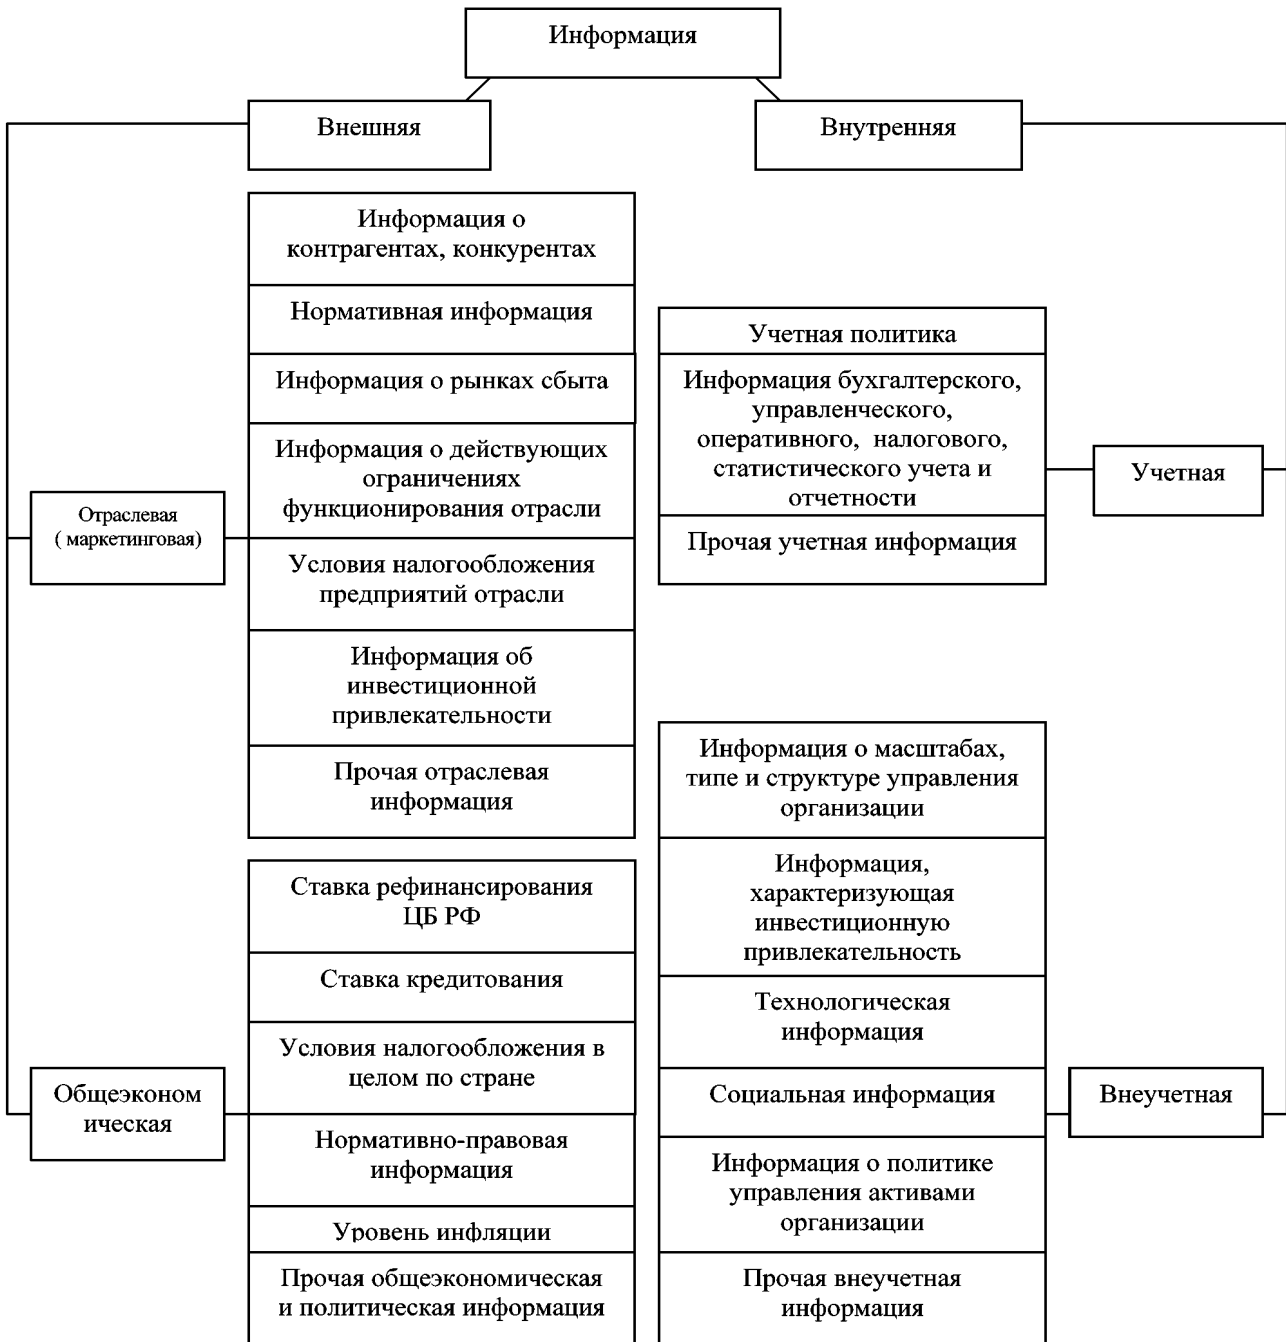 Информация
Внешняя
Внутренняя
Информация о
контрагентах, конкурентах
Нормативная информация
Информация о рынках сбыта
Информация о действующих
ограничениях
функционирования отрасли
Условия налогообложения
предприятий отрасли
Информация об
инвестиционной
привлекательности
Прочая отраслевая
информация
Отраслевая
( маркетинговая)
Учетная политика
Информация бухгалтерского,
управленческого,
оперативного, налогового,
статистического учета и
отчетности
Прочая учетная информация
Учетная
Ставка рефинансирования
ЦБ РФ
Ставка кредитования
Условия налогообложения в
целом по стране
Нормативно-правовая
информация
Уровень инфляции
Прочая общеэкономическая
и политическая информация
Общеэконом
ическая
Информация о масштабах,
типе и структуре управления
организации
Информация,
характеризующая
инвестиционную
привлекательность
Технологическая
информация
Социальная информация
Информация о политике
управления активами
организации
Прочая внеучетная
информация
Внеучетная